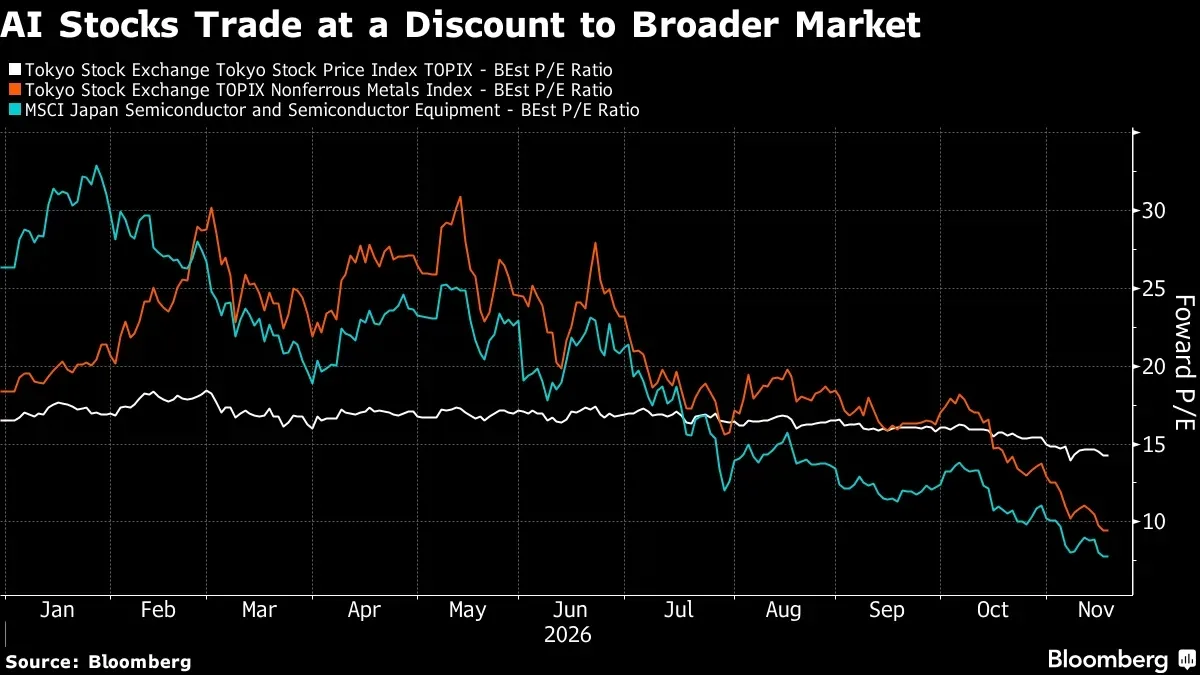 AI Stocks Trade at a Discount to Broader Market
Tokyo Stock Exchange Tokyo Stock Price Index TOPIX - BEst P/E Ratio
Tokyo Stock Exchange TOPIX Nonferrous Metals Index - BEst P/E Ratio
MSCI Japan Semiconductor and Semiconductor Equipment - BEst P/E Ratio
30
25
20
15
10
Foward P/E
Jan Feb Mar Apr May Jun Jul Aug Sep Oct Nov
2026
Source: Bloomberg
Bloomberg